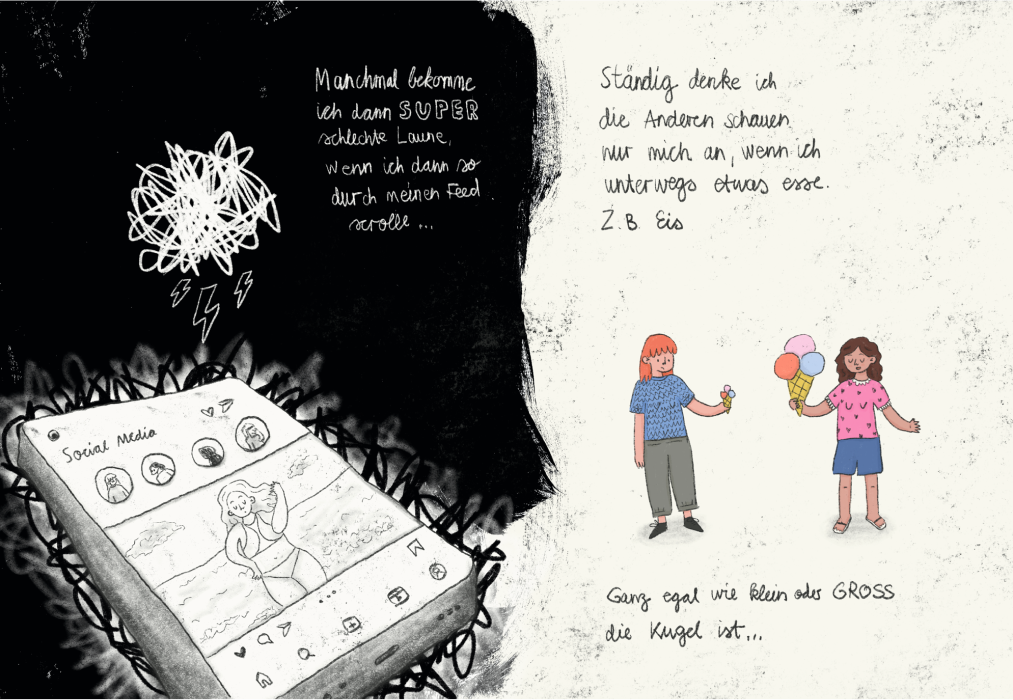 Manchmal bekomme
ich dann SUPER
schlechte Laune,
wenn ich dann so
durch meinen Feed
scrolle...
Social Media
Ständig denke ich
die Anderen schauen
nur mich an, wenn ich
unterwegs etwas esse.
Z.B. Eis
Ganz egal wie klein oder GROSS
die Kugel ist...